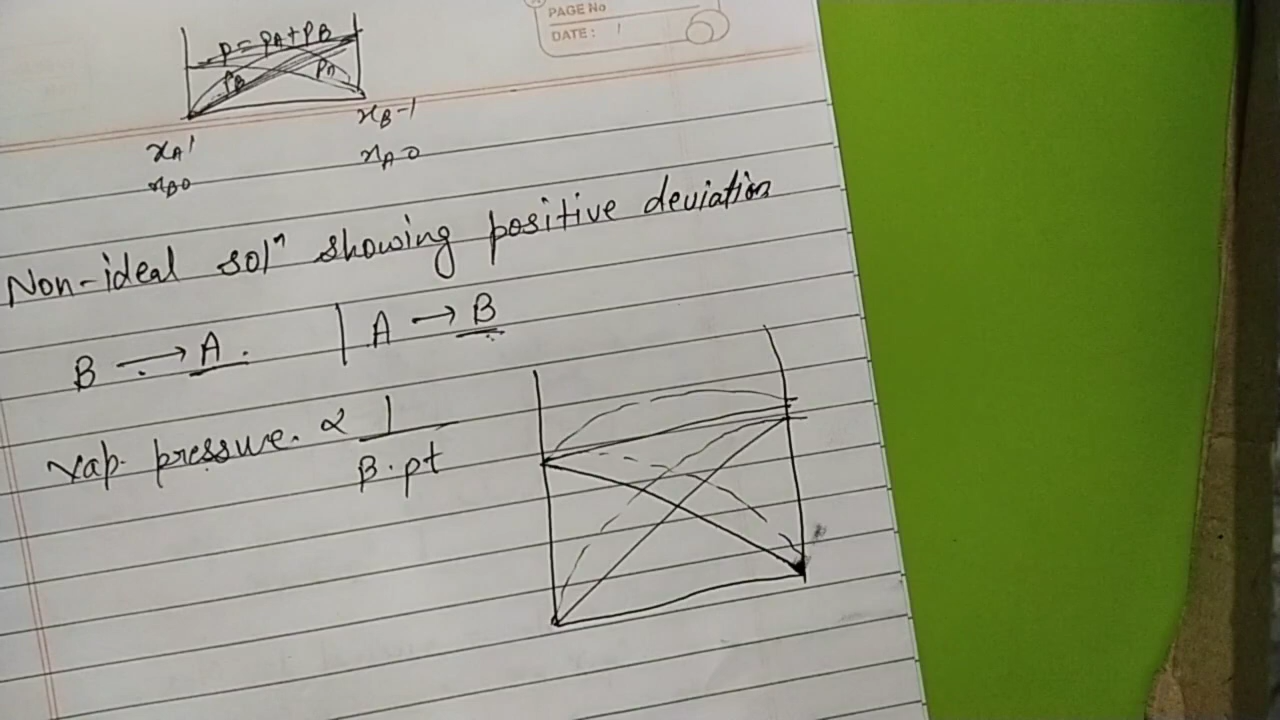 PAGE No
DATE: /
P = PA + PB
PB PA
xB-1
xA 1
xA 0
xB 0
Non-ideal solⁿ showing positive deviation
B → A. | A → B
Vap. pressure. ∝ 1
B.pt